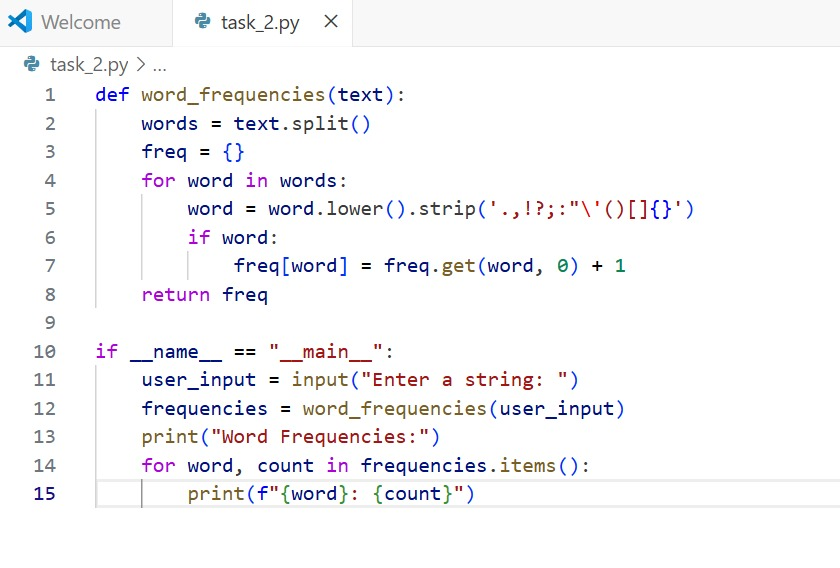 Welcome
task_2.py
task_2.py > ...
1 def word_frequencies(text):
2     words = text.split()
3     freq = {}
4     for word in words:
5         word = word.lower().strip('.,!?;:"\'()[]{}')
6         if word:
7             freq[word] = freq.get(word, 0) + 1
8     return freq
9
10 if __name__ == "__main__":
11     user_input = input("Enter a string: ")
12     frequencies = word_frequencies(user_input)
13     print("Word Frequencies:")
14     for word, count in frequencies.items():
15         print(f"{word}: {count}")